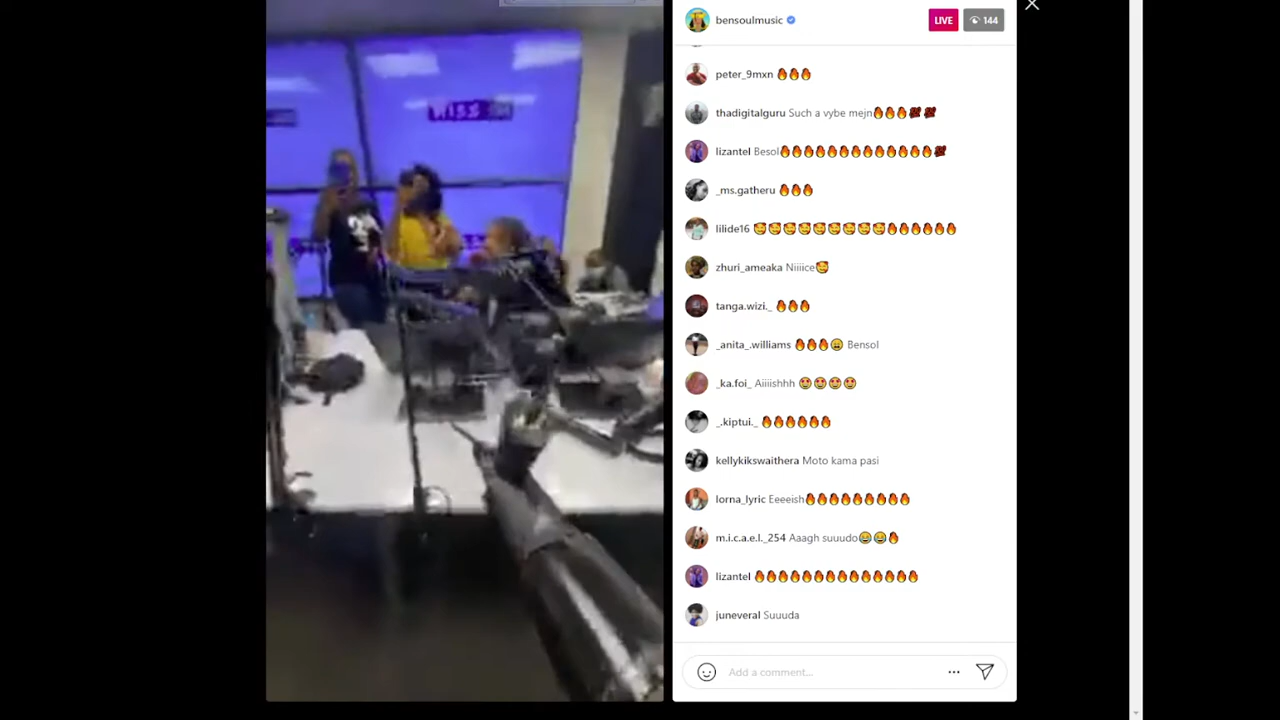 bensoulmusic
LIVE
144
peter_9mxn 🔥🔥🔥
thadigitalguru Such a vybe mejn🔥🔥🔥💯💯
lizantel Besol🔥🔥🔥🔥🔥🔥🔥🔥🔥🔥🔥🔥🔥💯
_ms.gatheru 🔥🔥🔥
lilide16 🥰🥰🥰🥰🥰🥰🥰🥰🥰🔥🔥🔥🔥🔥🔥
zhuri_ameaka Niiiice🥰
tanga.wizi._ 🔥🔥🔥
_anita_.williams 🔥🔥🔥😩 Bensol
_ka.foi_ Aiiiishhh 😍😍😍😍
_.kiptui._ 🔥🔥🔥🔥🔥🔥
kellykikswaithera Moto kama pasi
lorna_lyric Eeeeish🔥🔥🔥🔥🔥🔥🔥🔥🔥
m.i.c.a.e.l._254 Aaagh suuudo😂😂🔥
lizantel 🔥🔥🔥🔥🔥🔥🔥🔥🔥🔥🔥🔥🔥🔥
juneveral Suuuda
Add a comment...